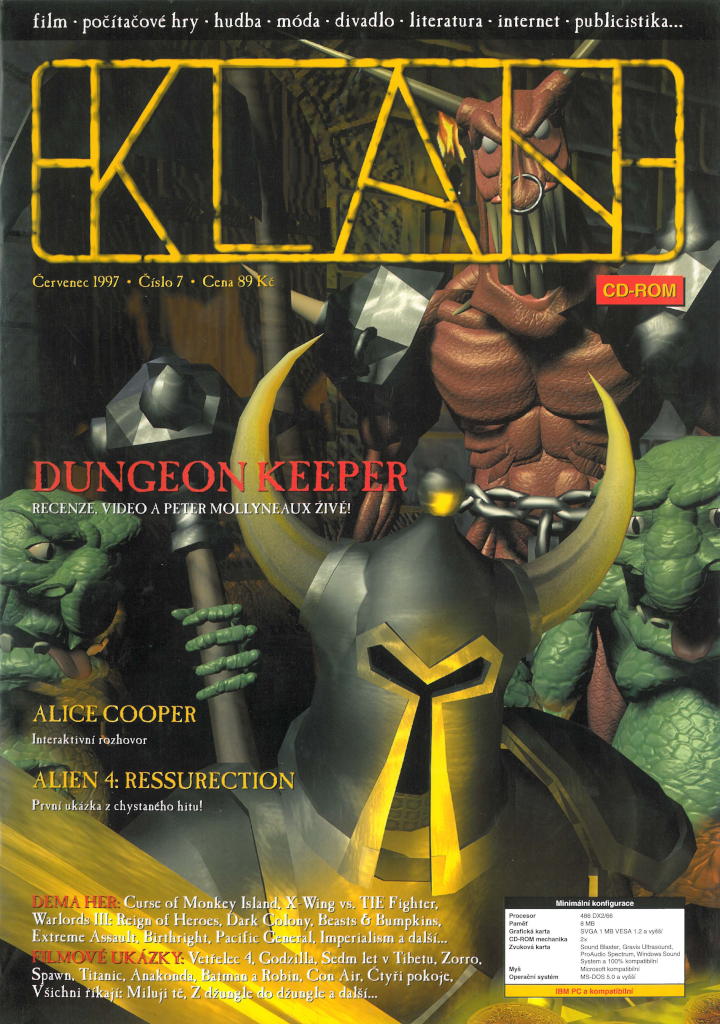 film · počítačové hry · hudba · móda · divadlo · literatura · internet · publicistika...
KLAN
Červenec 1997 • Číslo 7 • Cena 89 Kč
CD-ROM
DUNGEON KEEPER
RECENZE, VIDEO A PETER MOLLYNEAUX ŽIVĚ!
ALICE COOPER
Interaktivní rozhovor
ALIEN 4: RESSURECTION
První ukázka z chystaného hitu!
DEMA HER: Curse of Monkey Island, X-Wing vs. TIE Fighter,
Warlords III: Reign of Heroes, Dark Colony, Beasts & Bumpkins,
Extreme Assault, Birthright, Pacific General, Imperialism a další...
FILMOVÉ UKÁZKY: Vetřelec 4, Godzilla, Sedm let v Tibetu, Zorro,
Spawn, Titanic, Anakonda, Batman a Robin, Con Air, Čtyři pokoje,
Všichni říkají: Miluji tě, Z džungle do džungle a další...
Minimální konfigurace
Procesor 486 DX2/66
Paměť 8 MB
Grafická karta SVGA 1 MB VESA 1.2 a vyšší
CD-ROM mechanika 2x
Zvuková karta Sound Blaster, Gravis Ultrasound,
ProAudio Spectrum, Windows Sound
System a 100% kompatibilní
Myš Microsoft kompatibilní
Operační systém MS-DOS 5.0 a vyšší
IBM PC a kompatibilní